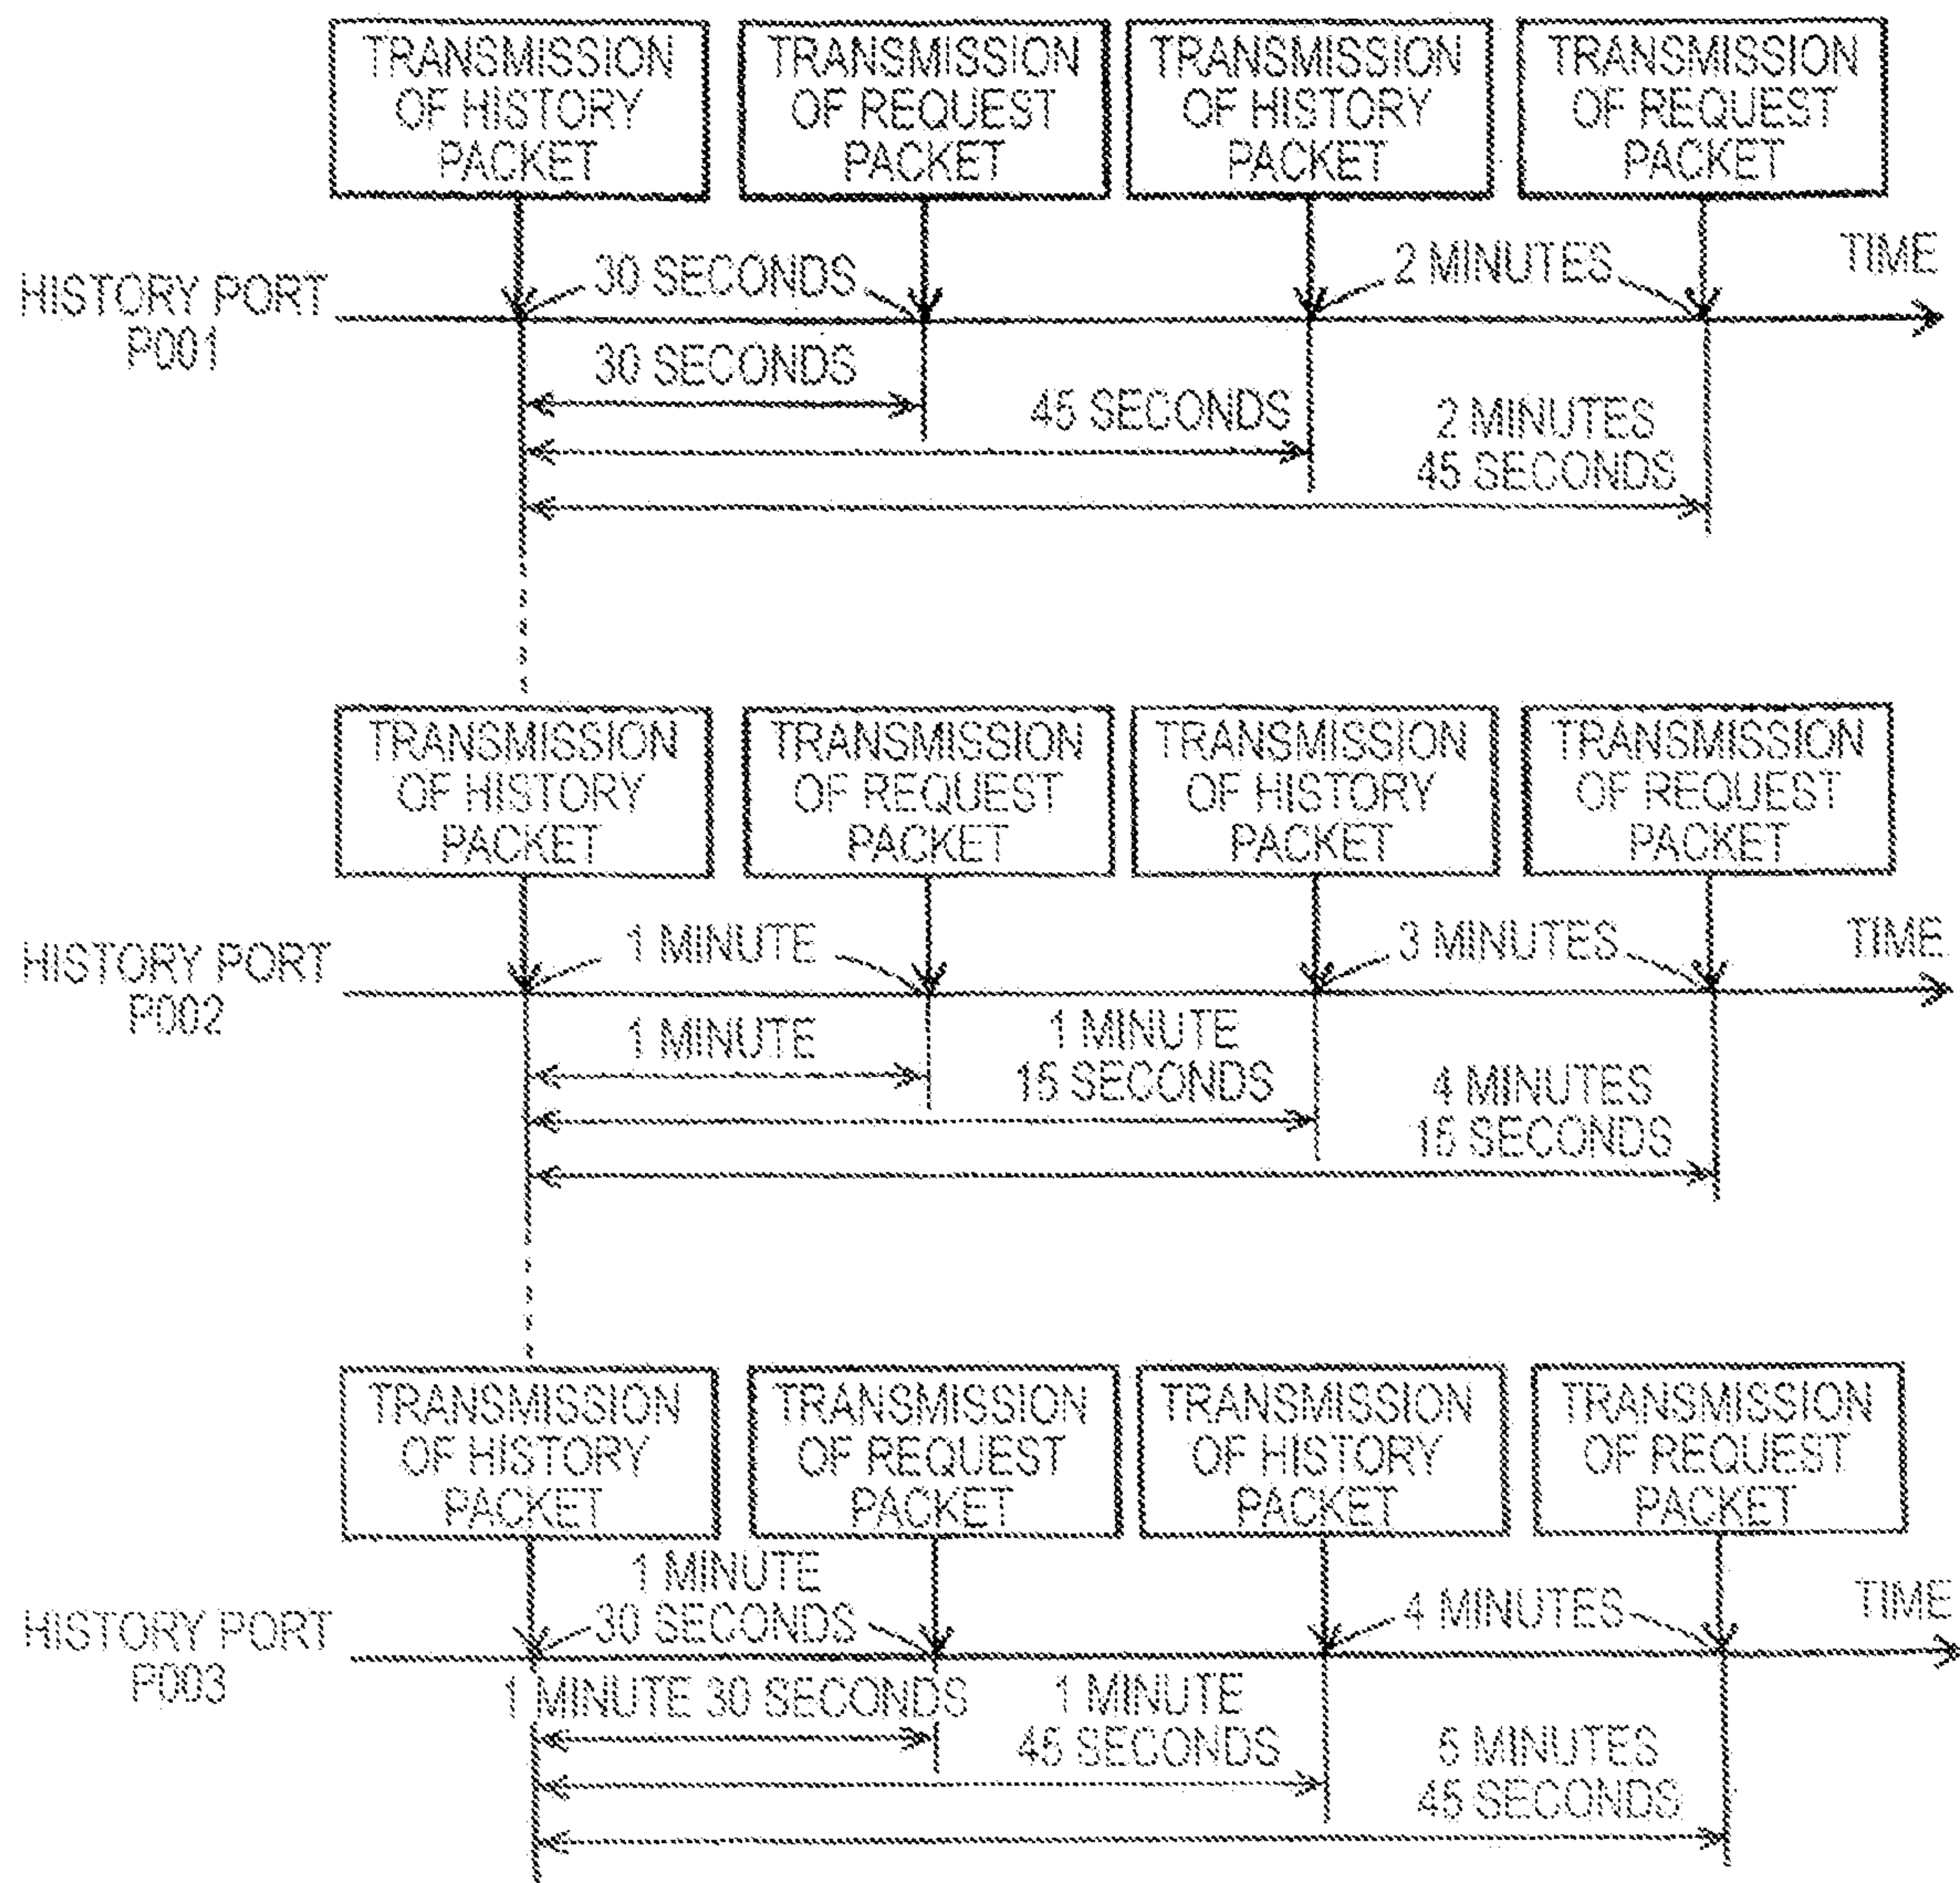 TRANSMISSION
OF HISTORY
PACKET
TRANSMISSION
OF REQUEST
PACKET
TRANSMISSION
OF HISTORY
PACKET
TRANSMISSION
OF REQUEST
PACKET
HISTORY PORT
P001
30 SECONDS
2 MINUTES
TIME
30 SECONDS
45 SECONDS
2 MINUTES
45 SECONDS
TRANSMISSION
OF HISTORY
PACKET
TRANSMISSION
OF REQUEST
PACKET
TRANSMISSION
OF HISTORY
PACKET
TRANSMISSION
OF REQUEST
PACKET
HISTORY PORT
P002
1 MINUTE
3 MINUTES
TIME
1 MINUTE
1 MINUTE
15 SECONDS
4 MINUTES
15 SECONDS
TRANSMISSION
OF HISTORY
PACKET
TRANSMISSION
OF REQUEST
PACKET
TRANSMISSION
OF HISTORY
PACKET
TRANSMISSION
OF REQUEST
PACKET
HISTORY PORT
P003
1 MINUTE
30 SECONDS
4 MINUTES
TIME
1 MINUTE 30 SECONDS
1 MINUTE
45 SECONDS
5 MINUTES
45 SECONDS